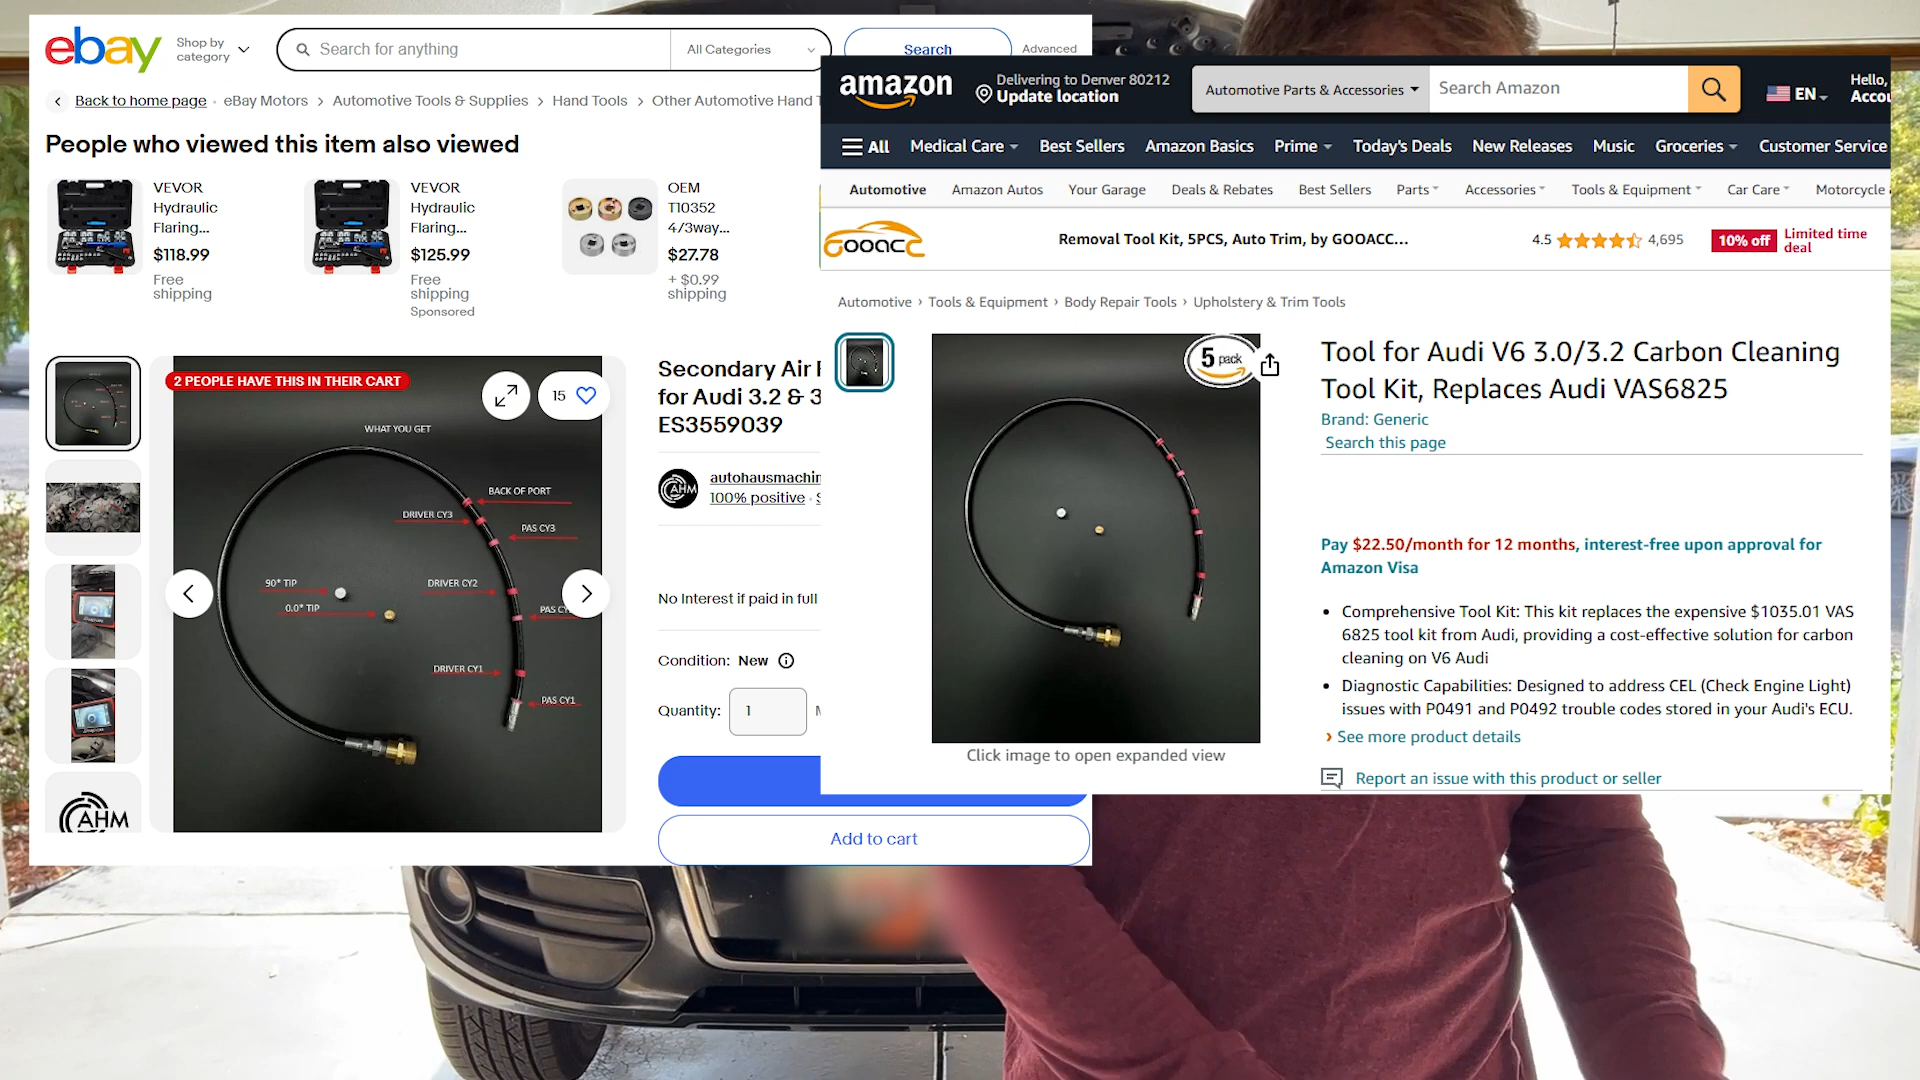 ebay
Shop by
category
Search for anything
All Categories
Search
Advanced
Back to home page
eBay Motors > Automotive Tools & Supplies > Hand Tools > Other Automotive Hand
People who viewed this item also viewed
VEVOR
Hydraulic
Flaring...
$118.99
Free
shipping
VEVOR
Hydraulic
Flaring...
$125.99
Free
shipping
Sponsored
OEM
T10352
4/3way...
$27.78
+ $0.99
shipping
2 PEOPLE HAVE THIS IN THEIR CART
15
WHAT YOU GET
BACK OF PORT
DRIVER CY3
PAS CY3
90* TIP
DRIVER CY2
0.0* TIP
PAS
DRIVER CY1
PAS CY1
AHM
Secondary Air
for Audi 3.2 & 3
ES3559039
AHM
autohausmachin
100% positive
No Interest if paid in full
Condition: New
Quantity: 1
Add to cart
amazon
Delivering to Denver 80212
Update location
Automotive Parts & Accessories
Search Amazon
EN
Hello,
Accou
All
Medical Care
Best Sellers
Amazon Basics
Prime
Today's Deals
New Releases
Music
Groceries
Customer Service
Automotive
Amazon Autos
Your Garage
Deals & Rebates
Best Sellers
Parts
Accessories
Tools & Equipment
Car Care
Motorcycle
GOOACC
Removal Tool Kit, 5PCS, Auto Trim, by GOOACC...
4.5
4,695
10% off
Limited time
deal
Automotive › Tools & Equipment › Body Repair Tools › Upholstery & Trim Tools
5 pack
Click image to open expanded view
Tool for Audi V6 3.0/3.2 Carbon Cleaning
Tool Kit, Replaces Audi VAS6825
Brand: Generic
Search this page
Pay $22.50/month for 12 months, interest-free upon approval for
Amazon Visa
• Comprehensive Tool Kit: This kit replaces the expensive $1035.01 VAS
6825 tool kit from Audi, providing a cost-effective solution for carbon
cleaning on V6 Audi
• Diagnostic Capabilities: Designed to address CEL (Check Engine Light)
issues with P0491 and P0492 trouble codes stored in your Audi's ECU.
› See more product details
Report an issue with this product or seller